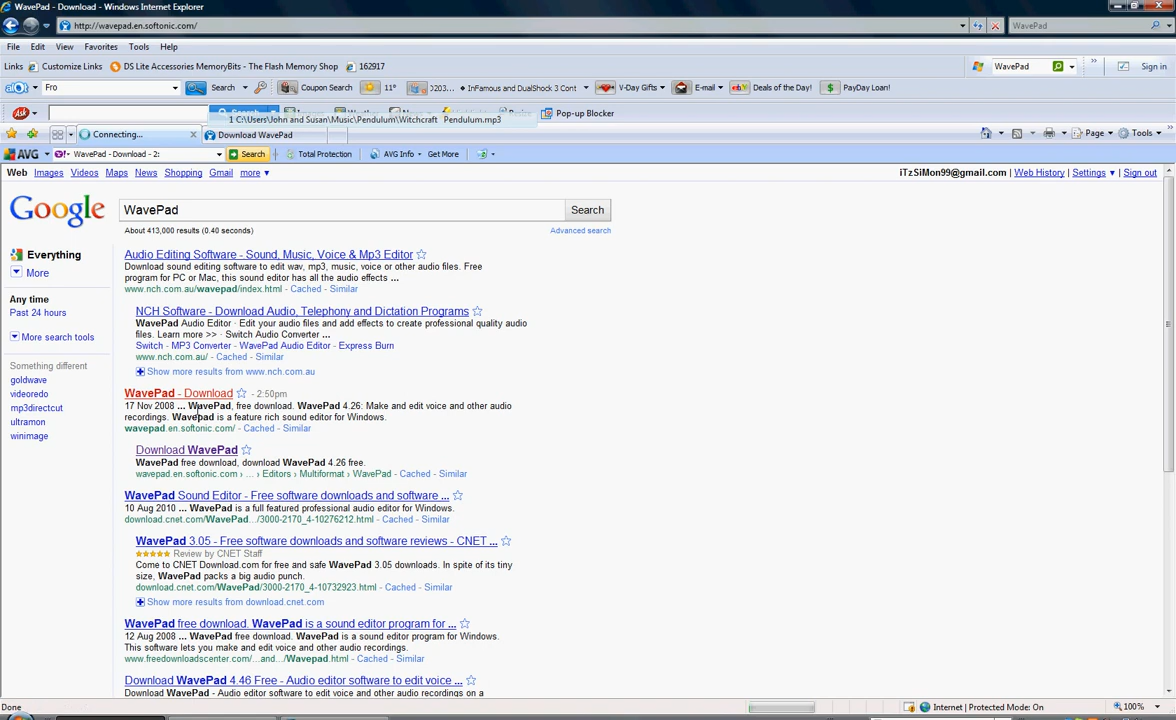 WavePad - Download - Windows Internet Explorer
http://wavepad.en.softonic.com/
WavePad
File Edit View Favorites Tools Help
Links Customize Links DS Lite Accessories MemoryBits - The Flash Memory Shop 162917
WavePad
Sign in
Fro
Search Coupon Search 11° InFamous and DualShock 3 Cont V-Day Gifts E-mail Deals of the Day! PayDay Loan!
Ask
Pop-up Blocker
1 C:\Users\John and Susan\Music\Pendulum\Witchcraft Pendulum.mp3
Connecting... Download WavePad
Page Tools
AVG WavePad - Download - 2: Search Total Protection AVG Info Get More
Web Images Videos Maps News Shopping Gmail more
iTzSiMon99@gmail.com | Web History | Settings | Sign out
Google
WavePad
Search
About 413,000 results (0.40 seconds)
Advanced search
Everything
More
Any time
Past 24 hours
More search tools
Something different
goldwave
videoredo
mp3directcut
ultramon
winimage
Audio Editing Software - Sound, Music, Voice & Mp3 Editor
Download sound editing software to edit wav, mp3, music, voice or other audio files. Free
program for PC or Mac, this sound editor has all the audio effects ...
www.nch.com.au/wavepad/index.html - Cached - Similar
NCH Software - Download Audio, Telephony and Dictation Programs
WavePad Audio Editor · Edit your audio files and add effects to create professional quality audio
files. Learn more >> · Switch Audio Converter ...
Switch - MP3 Converter - WavePad Audio Editor - Express Burn
www.nch.com.au/ - Cached - Similar
Show more results from www.nch.com.au
WavePad - Download - 2:50pm
17 Nov 2008 ... WavePad, free download. WavePad 4.26: Make and edit voice and other audio
recordings. Wavepad is a feature rich sound editor for Windows.
wavepad.en.softonic.com/ - Cached - Similar
Download WavePad
WavePad free download, download WavePad 4.26 free.
wavepad.en.softonic.com › ... › Editors › Multiformat › WavePad - Cached - Similar
WavePad Sound Editor - Free software downloads and software ...
10 Aug 2010 ... WavePad is a full featured professional audio editor for Windows.
download.cnet.com/WavePad.../3000-2170_4-10276212.html - Cached - Similar
WavePad 3.05 - Free software downloads and software reviews - CNET ...
Review by CNET Staff
Come to CNET Download.com for free and safe WavePad 3.05 downloads. In spite of its tiny
size, WavePad packs a big audio punch.
download.cnet.com/WavePad/3000-2170_4-10732923.html - Cached - Similar
Show more results from download.cnet.com
WavePad free download. WavePad is a sound editor program for ...
12 Aug 2008 ... WavePad free download. WavePad is a sound editor program for Windows.
This software lets you make and edit voice and other audio recordings.
www.freedownloadscenter.com/...and.../Wavepad.html - Cached - Similar
Download WavePad 4.46 Free - Audio editor software to edit voice ...
Download WavePad - Audio editor software to edit voice and other audio recordings on a
Done
Internet | Protected Mode: On
100%